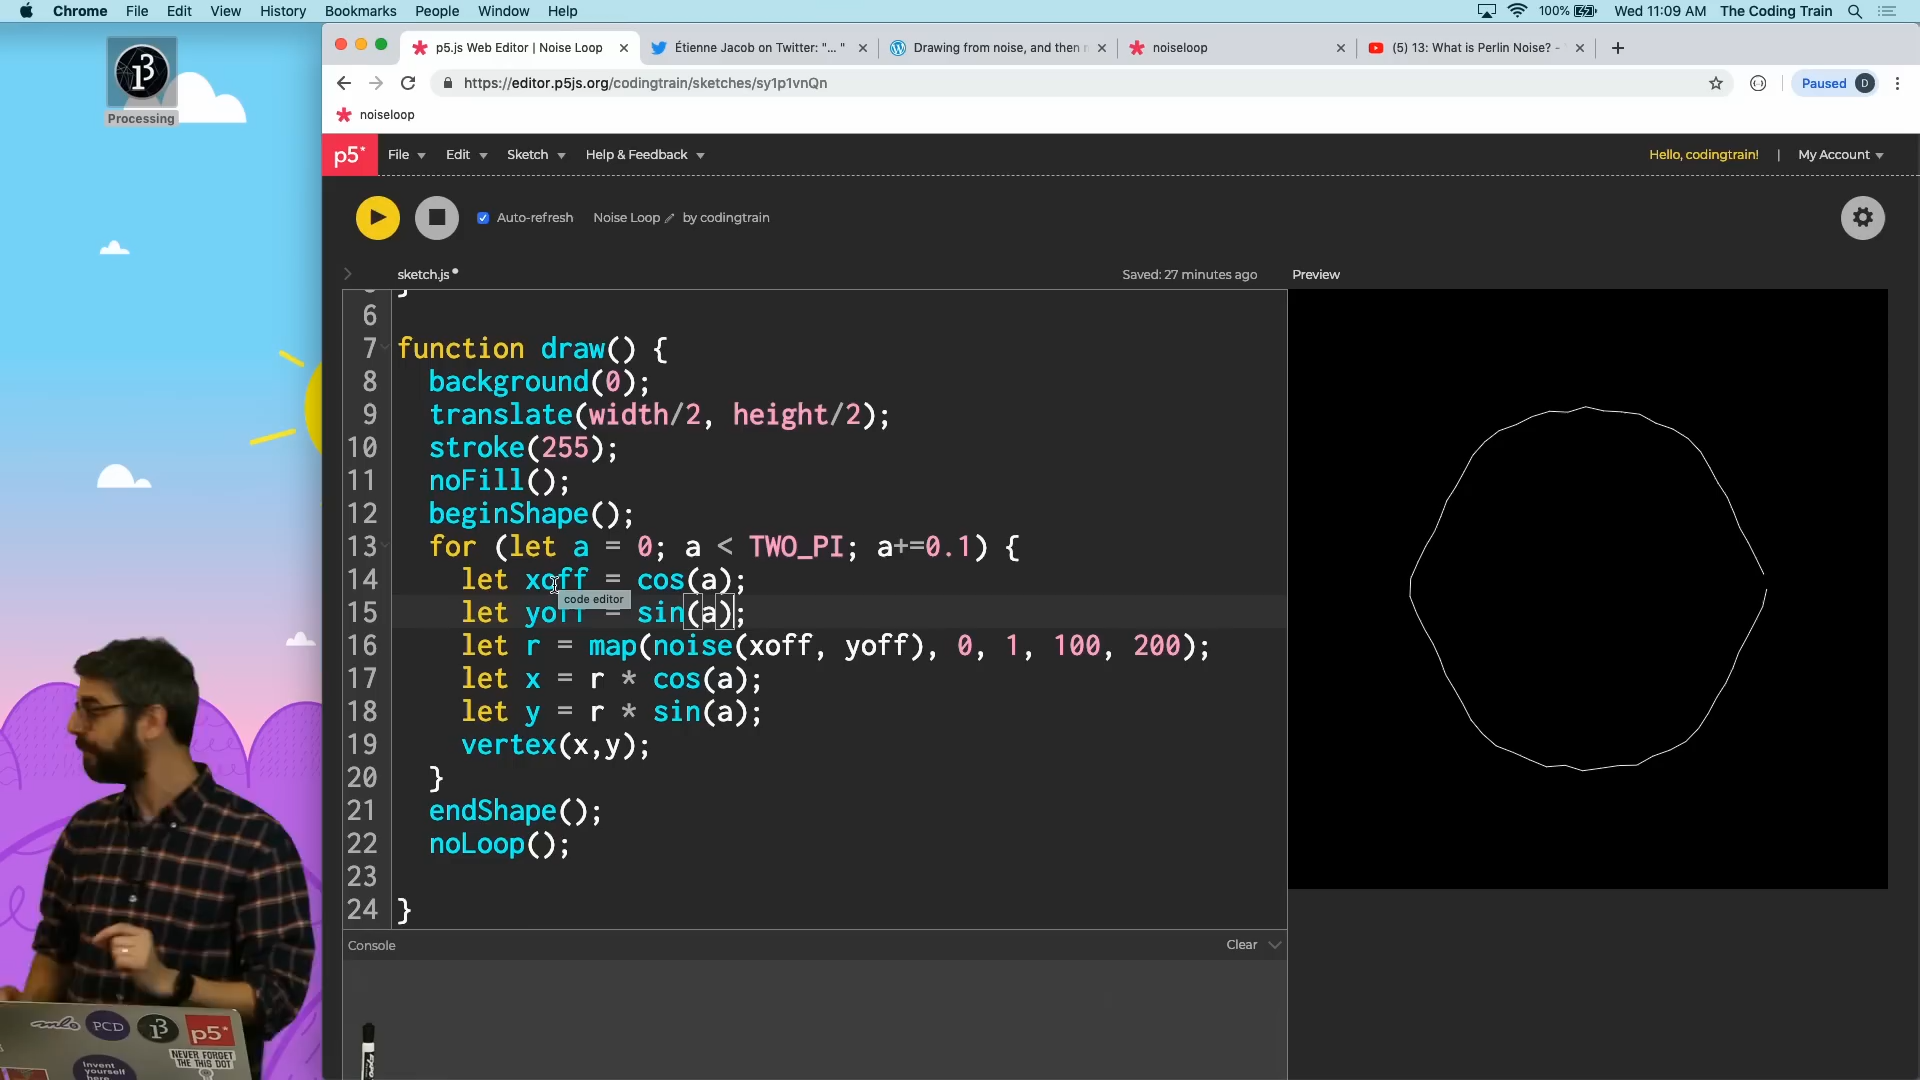 Chrome File Edit View History Bookmarks People Window Help 100% Wed 11:09 AM The Coding Train
Processing
p5.js Web Editor | Noise Loop
Étienne Jacob on Twitter: "... "
Drawing from noise, and then
noiseloop
(5) 13: What is Perlin Noise? -
https://editor.p5js.org/codingtrain/sketches/sy1p1vnQn
Paused D
noiseloop
p5* File Edit Sketch Help & Feedback Hello, codingtrain! | My Account
Auto-refresh Noise Loop by codingtrain
sketch.js Saved: 27 minutes ago Preview
}
6
7 function draw() {
8 background(0);
9 translate(width/2, height/2);
10 stroke(255);
11 noFill();
12 beginShape();
13 for (let a = 0; a < TWO_PI; a+=0.1) {
14 let xoff = cos(a);
code editor
15 let yoff = sin(a);
16 let r = map(noise(xoff, yoff), 0, 1, 100, 200);
17 let x = r * cos(a);
18 let y = r * sin(a);
19 vertex(x,y);
20 }
21 endShape();
22 noLoop();
23
24 }
Console Clear
PCD
p5*
NEVER FORGET
THE THIS DOT
Invent
yourself
here